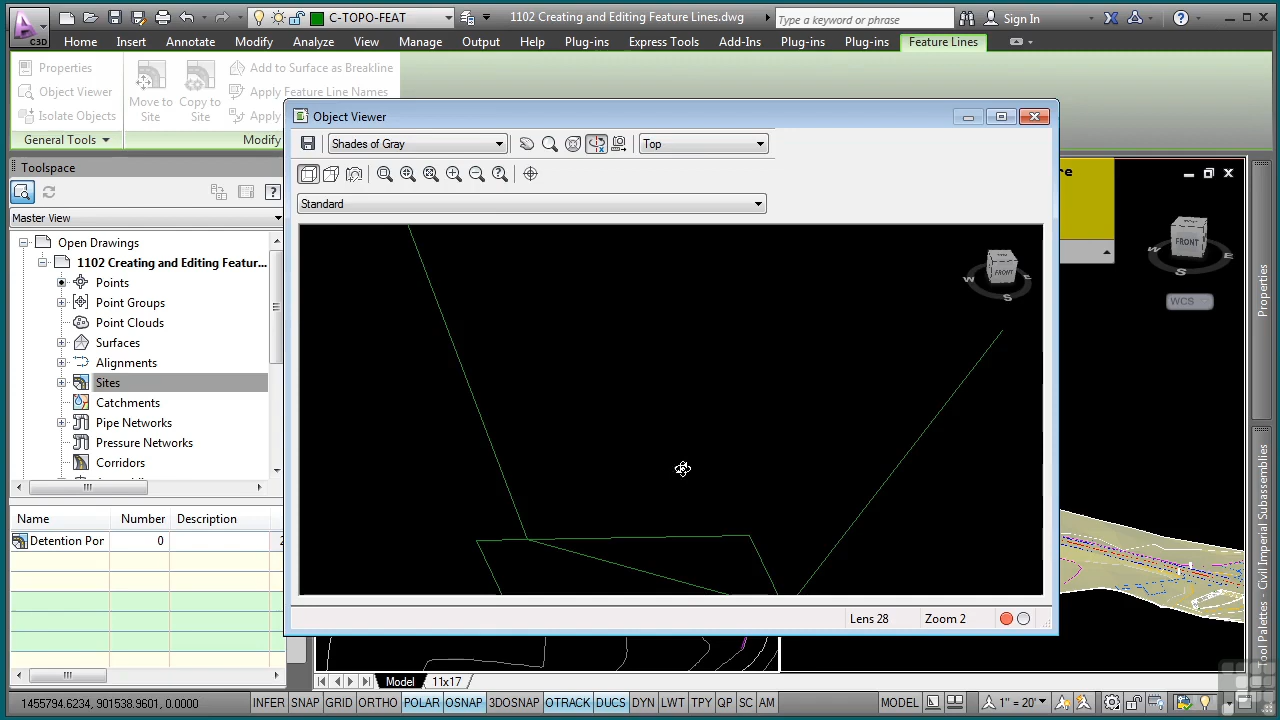 C3D
C-TOPO-FEAT
1102 Creating and Editing Feature Lines.dwg
Type a keyword or phrase
Sign In
Home Insert Annotate Modify Analyze View Manage Output Help Plug-ins Express Tools Add-Ins Plug-ins Plug-ins Feature Lines
Properties
Object Viewer
Isolate Objects
Move to Site
Copy to Site
Add to Surface as Breakline
Apply Feature Line Names
Apply
General Tools
Modify
Object Viewer
Shades of Gray
Top
Standard
FRONT
W
S
Lens 28
Zoom 2
Toolspace
Master View
Open Drawings
1102 Creating and Editing Featur...
Points
Point Groups
Point Clouds
Surfaces
Alignments
Sites
Catchments
Pipe Networks
Pressure Networks
Corridors
Name Number Description
Detention Por 0
FRONT
W
E
S
WCS
Properties
Tool Palettes - Civil Imperial Subassemblies
Model 11x17
1455794.6234, 901538.9601, 0.0000
INFER SNAP GRID ORTHO POLAR OSNAP 3DOSNAP OTRACK DUCS DYN LWT TPY QP SC AM
MODEL
1" = 20'